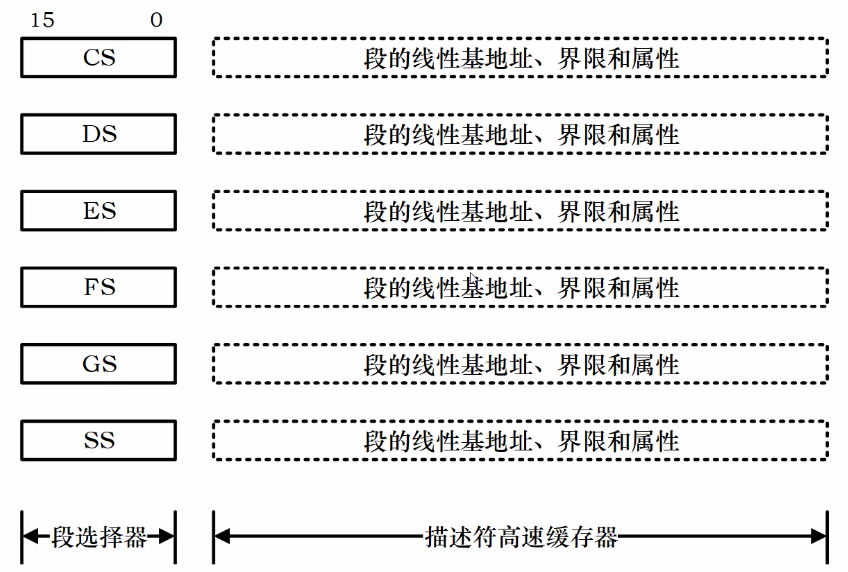 15 0
CS 段的线性基地址、界限和属性
DS 段的线性基地址、界限和属性
ES 段的线性基地址、界限和属性
FS 段的线性基地址、界限和属性
GS 段的线性基地址、界限和属性
SS 段的线性基地址、界限和属性
段选择器 描述符高速缓存器